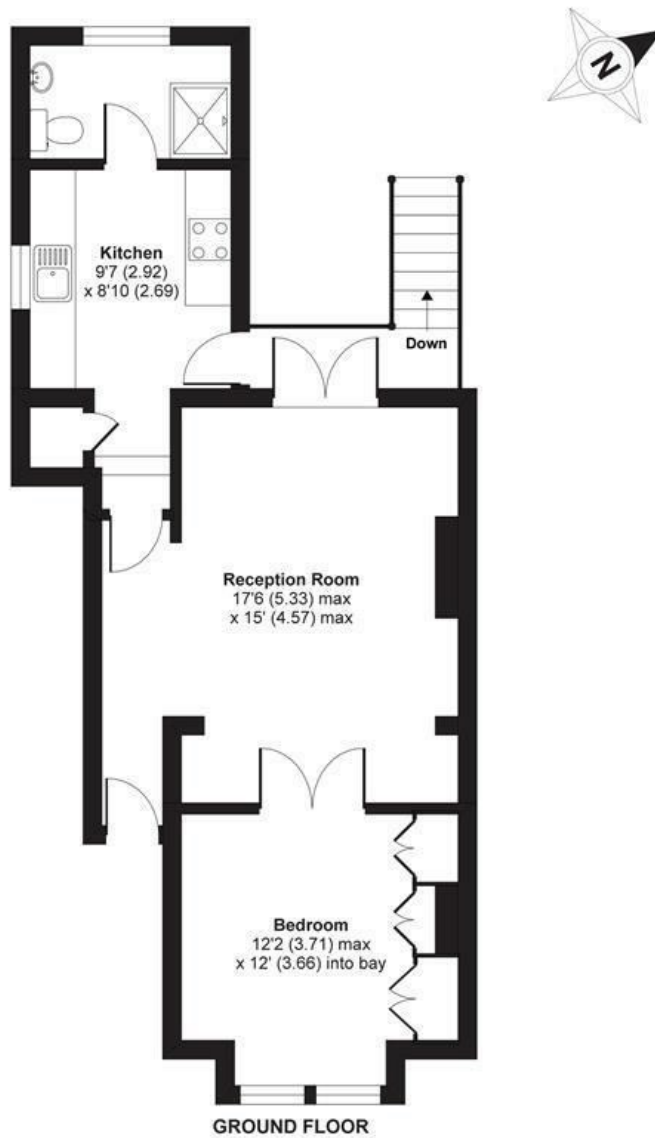 N
Kitchen
9'7 (2.92)
x 8'10 (2.69)
Down
Reception Room
17'6 (5.33) max
x 15' (4.57) max
Bedroom
12'2 (3.71) max
x 12' (3.66) into bay
GROUND FLOOR